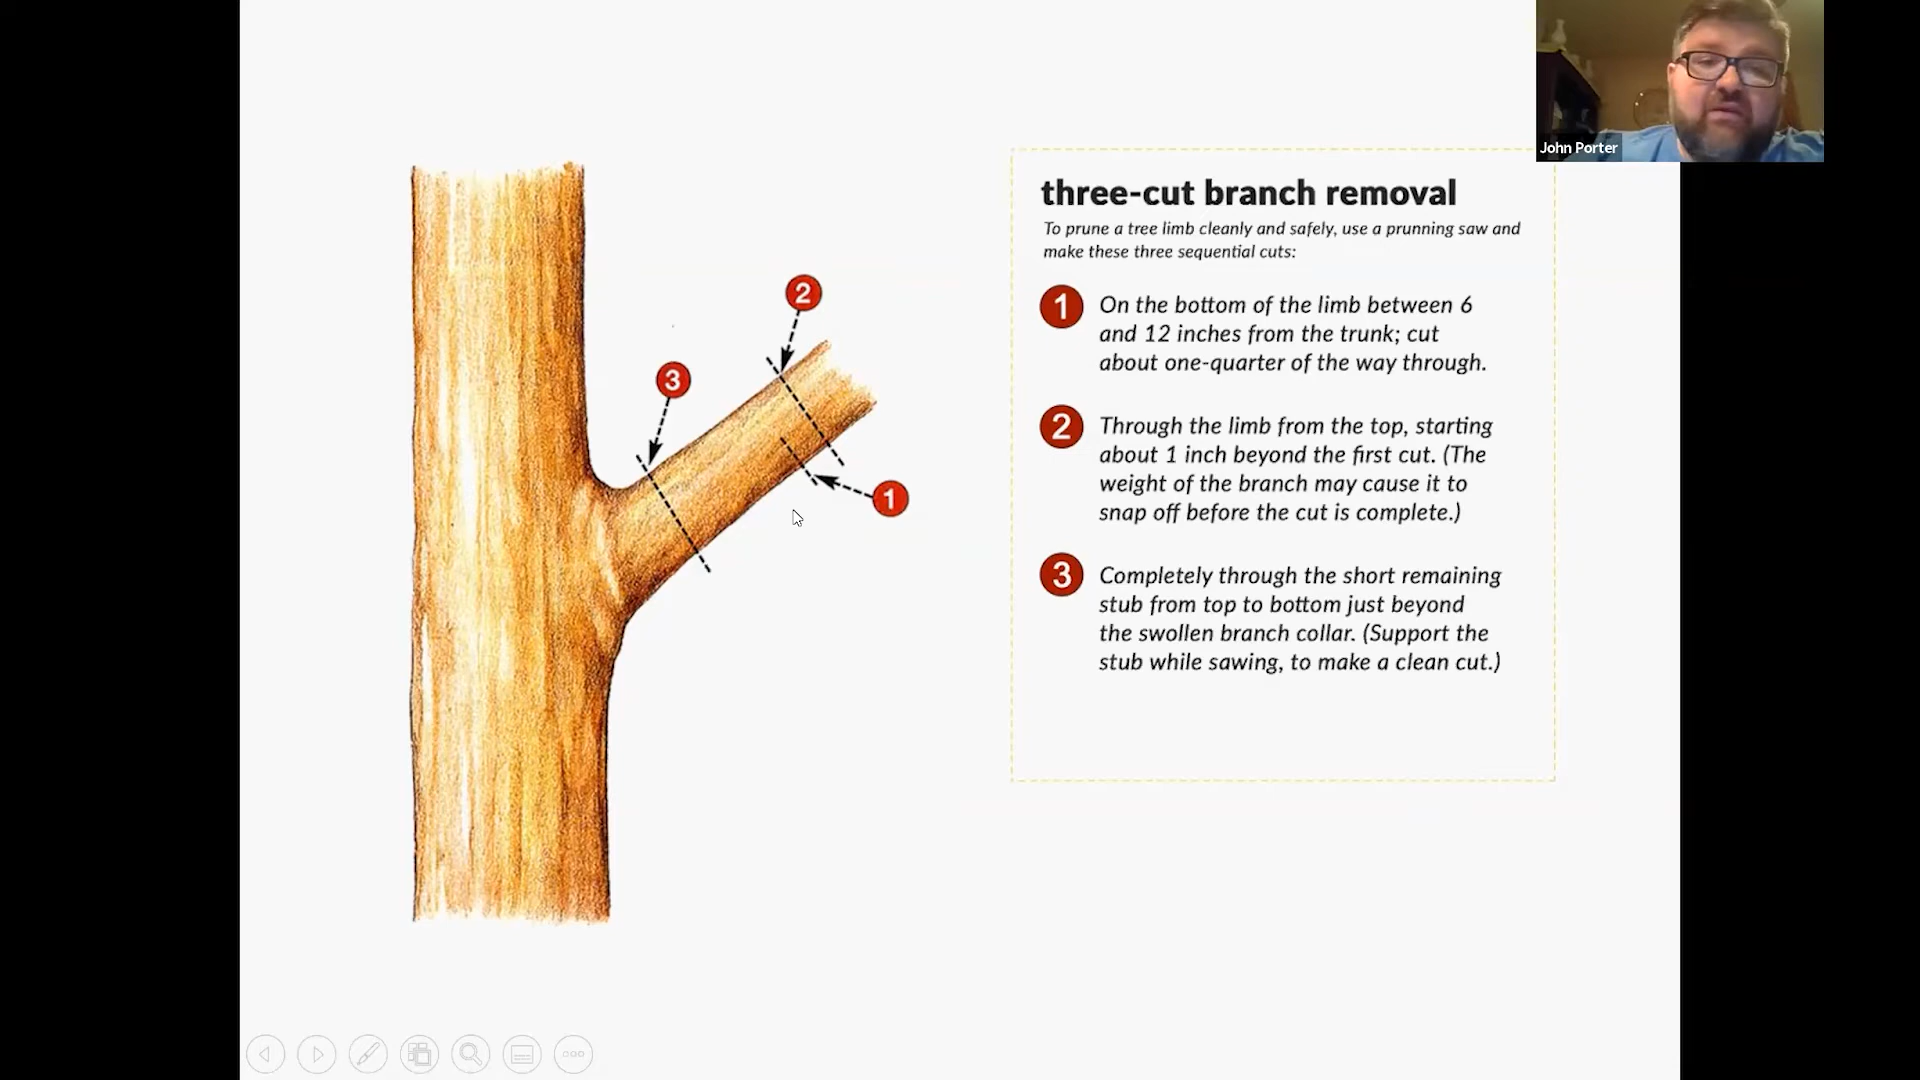 John Porter
three-cut branch removal
To prune a tree limb cleanly and safely, use a prunning saw and
make these three sequential cuts:
1 On the bottom of the limb between 6
and 12 inches from the trunk; cut
about one-quarter of the way through.
2 Through the limb from the top, starting
about 1 inch beyond the first cut. (The
weight of the branch may cause it to
snap off before the cut is complete.)
3 Completely through the short remaining
stub from top to bottom just beyond
the swollen branch collar. (Support the
stub while sawing, to make a clean cut.)
2
3
1